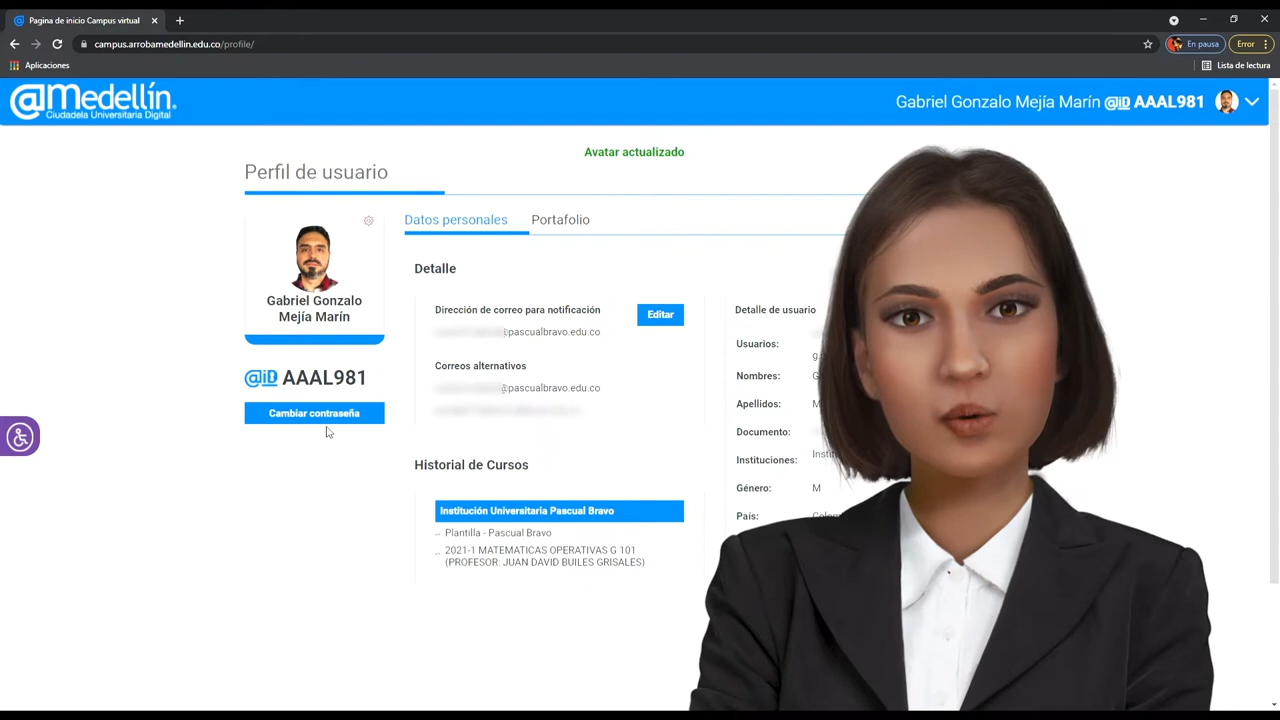 Pagina de inicio Campus virtual
campus.arrobamedellin.edu.co/profile/
En pausa
Error
Aplicaciones
Lista de lectura
@Medellín
Ciudadela Universitaria Digital
Gabriel Gonzalo Mejía Marín @iD AAAL981
Avatar actualizado
Perfil de usuario
Datos personales
Portafolio
Gabriel Gonzalo
Mejía Marín
@iD AAAL981
Cambiar contraseña
Detalle
Dirección de correo para notificación
Editar
@pascualbravo.edu.co
Correos alternativos
@pascualbravo.edu.co
Historial de Cursos
Institución Universitaria Pascual Bravo
Plantilla - Pascual Bravo
2021-1 MATEMATICAS OPERATIVAS G 101
(PROFESOR: JUAN DAVID BUILES GRISALES)
Detalle de usuario
Usuarios:
Nombres:
Apellidos:
Documento:
Instituciones:
Género: M
País: